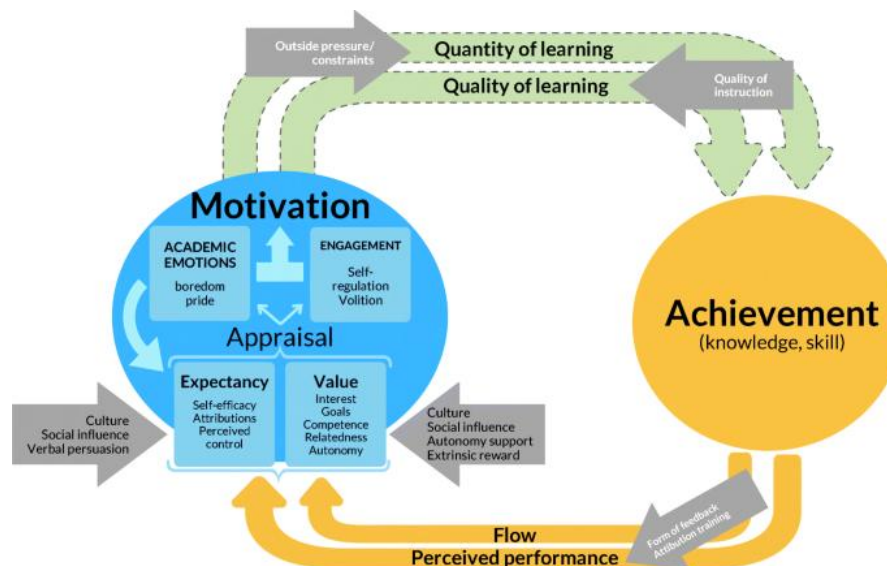 Outside pressure/
constraints
Quantity of learning
Quality of learning
Quality of
instruction
Motivation
ACADEMIC
EMOTIONS
boredom
pride
ENGAGEMENT
Self-
regulation
Volition
Appraisal
Expectancy
Self-efficacy
Attributions
Perceived
control
Value
Interest
Goals
Competence
Relatedness
Autonomy
Culture
Social influence
Verbal persuasion
Culture
Social influence
Autonomy support
Extrinsic reward
Achievement
(knowledge, skill)
Form of feedback
Attibution training
Flow
Perceived performance